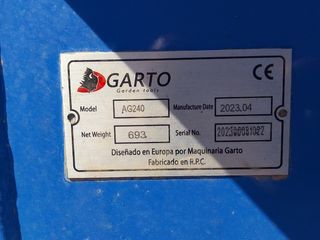 GARTO CE
Garden tools
Model AG240 Manufacture Date 2023.04
Net Weight 693 Serial No.
Diseñado en Europa por Maquinaria Garto
Fabricado en R.P.C.